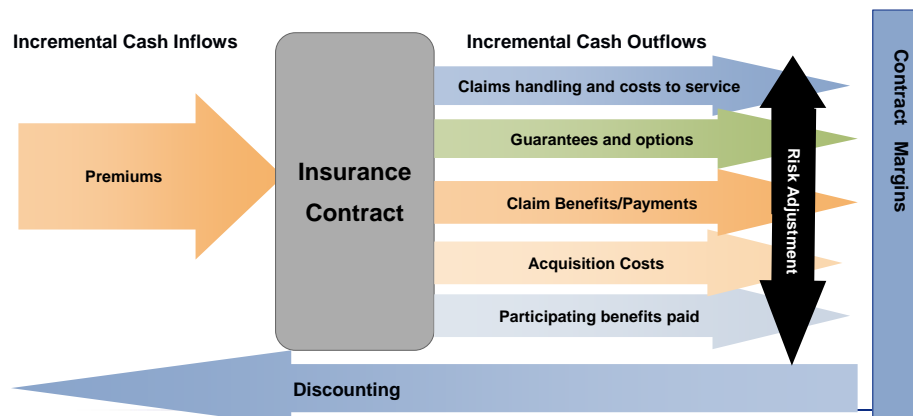 Incremental Cash Inflows
Incremental Cash Outflows
Premiums
Insurance
Contract
Claims handling and costs to service
Guarantees and options
Claim Benefits/Payments
Acquisition Costs
Participating benefits paid
Risk Adjustment
Contract Margins
Discounting